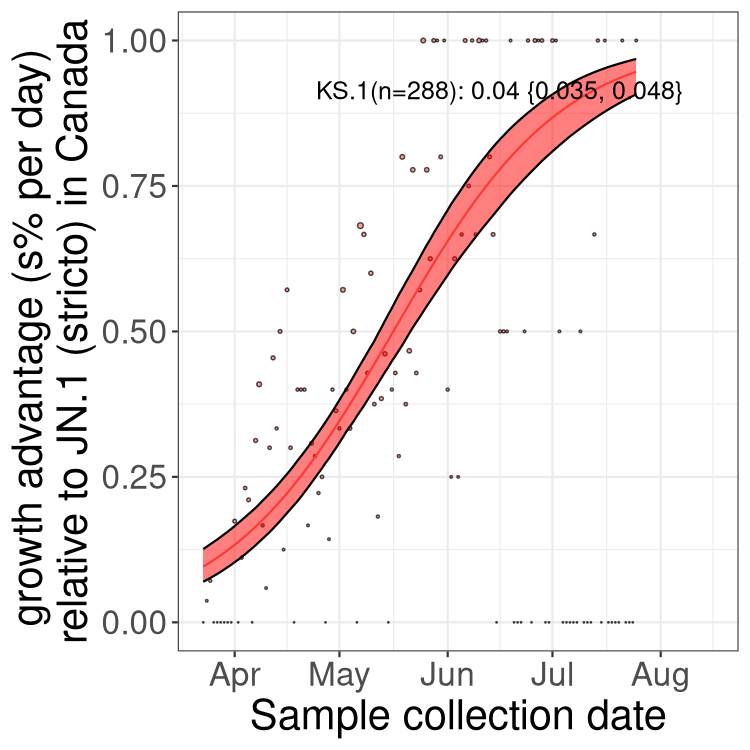 growth advantage (s% per day)
relative to JN.1 (stricto) in Canada
1.00
0.75
0.50
0.25
0.00
KS.1(n=288): 0.04 {0.035, 0.048}
Apr May Jun Jul Aug
Sample collection date